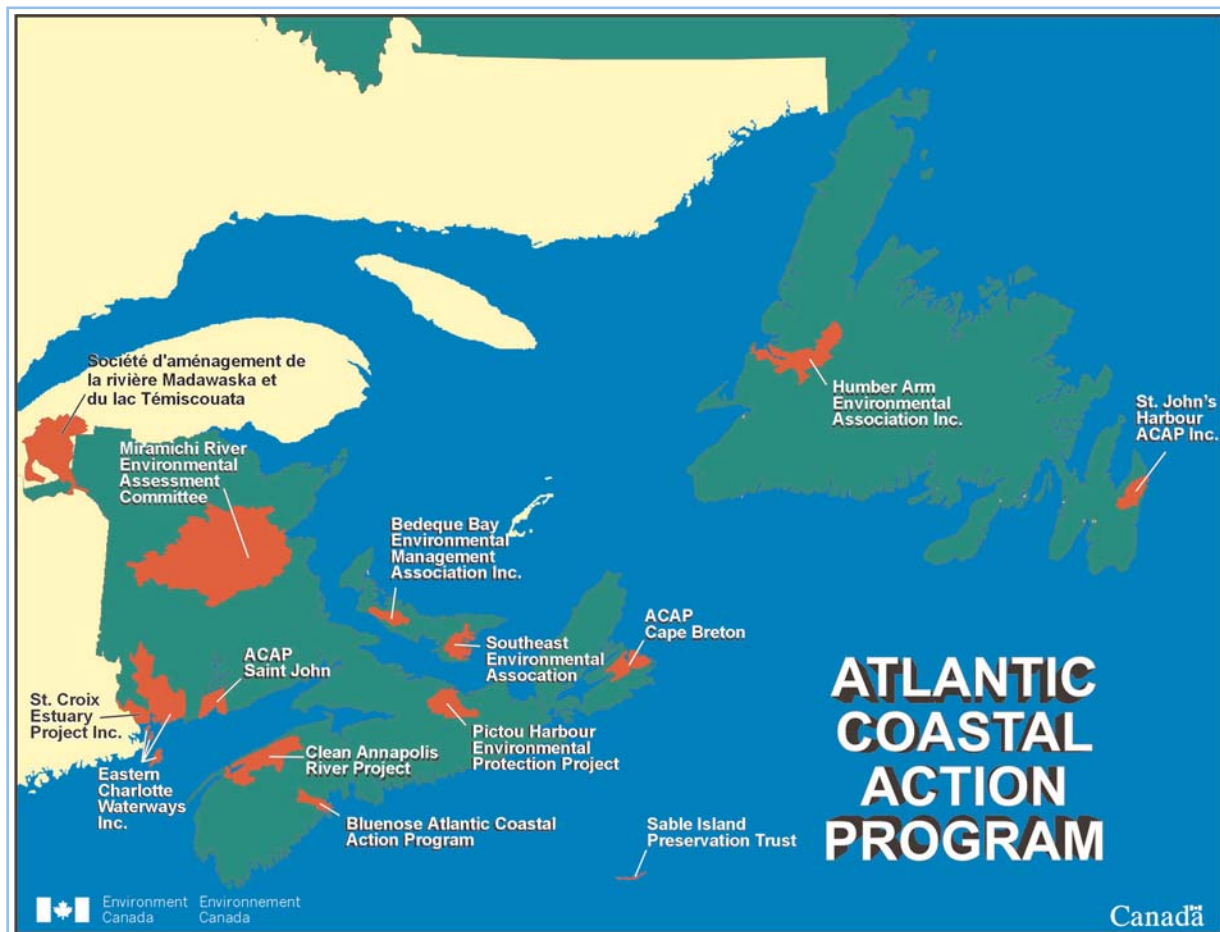 Société d'aménagement de
la rivière Madawaska et
du lac Témiscouata
Miramichi River
Environmental
Assessment
Committee
Humber Arm
Environmental
Association Inc.
St. John's
Harbour
ACAP Inc.
Bedeque Bay
Environmental
Management
Association Inc.
ACAP
Cape Breton
Southeast
Environmental
Assocation
ACAP
Saint John
St. Croix
Estuary
Project Inc.
Eastern
Charlotte
Waterways
Inc.
Clean Annapolis
River Project
Pictou Harbour
Environmental
Protection Project
Bluenose Atlantic Coastal
Action Program
Sable Island
Preservation Trust
ATLANTIC
COASTAL
ACTION
PROGRAM
Environment
Canada
Environnement
Canada
Canada